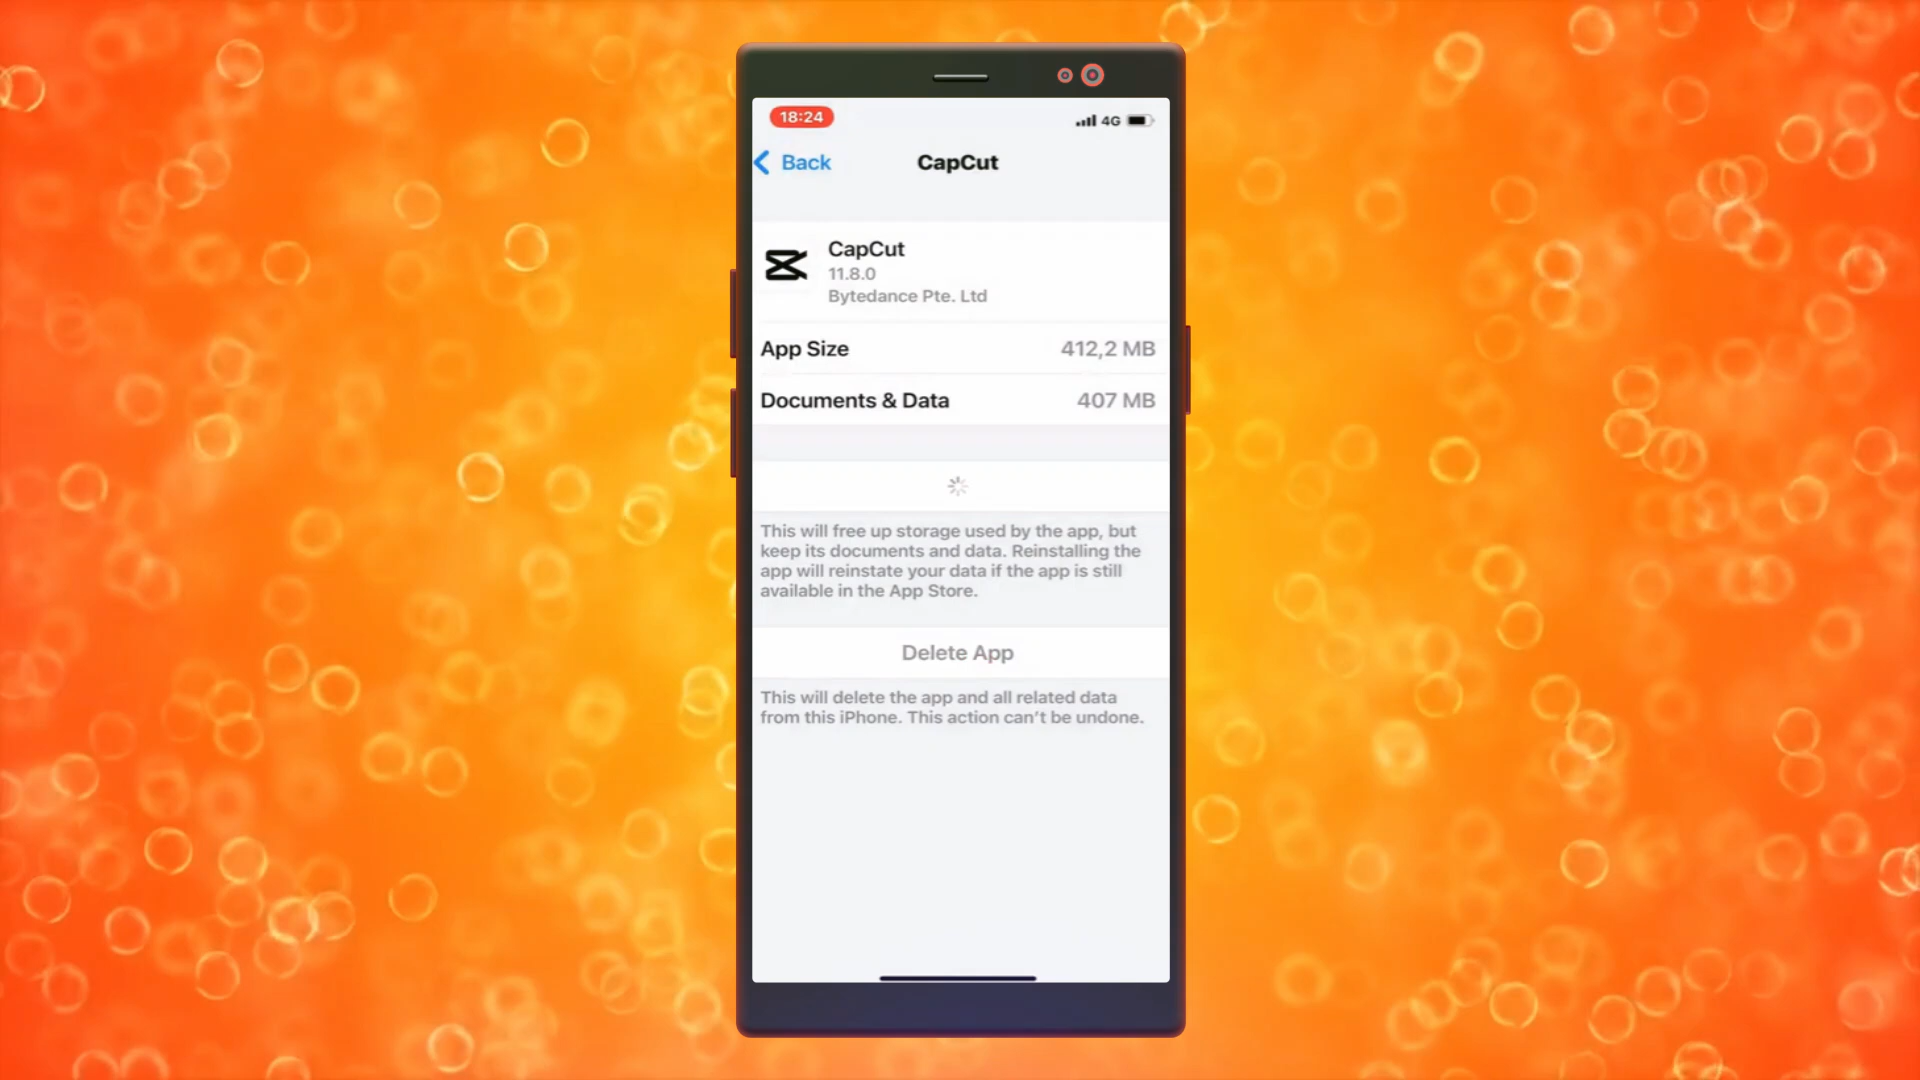 18:24
4G
Back
CapCut
CapCut
11.8.0
Bytedance Pte. Ltd
App Size
412,2 MB
Documents & Data
407 MB
This will free up storage used by the app, but
keep its documents and data. Reinstalling the
app will reinstate your data if the app is still
available in the App Store.
Delete App
This will delete the app and all related data
from this iPhone. This action can't be undone.